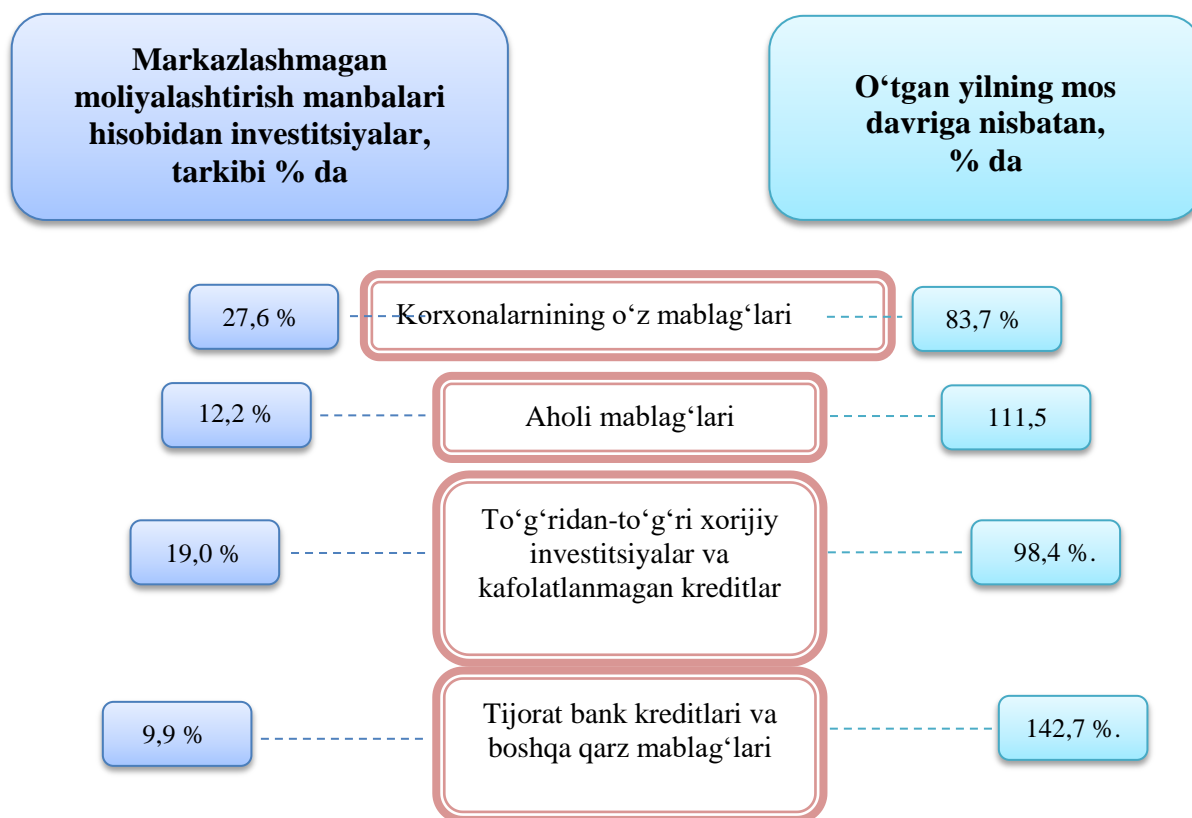 Markazlashmagan
moliyalashtirish manbalari
hisobidan investitsiyalar,
tarkibi % da
O‘tgan yilning mos
davriga nisbatan,
% da
27,6 %
Korxonalarnining o‘z mablag‘lari
83,7 %
12,2 %
Aholi mablag‘lari
111,5
19,0 %
To‘g‘ridan-to‘g‘ri xorijiy
investitsiyalar va
kafolatlanmagan kreditlar
98,4 %.
9,9 %
Tijorat bank kreditlari va
boshqa qarz mablag‘lari
142,7 %.